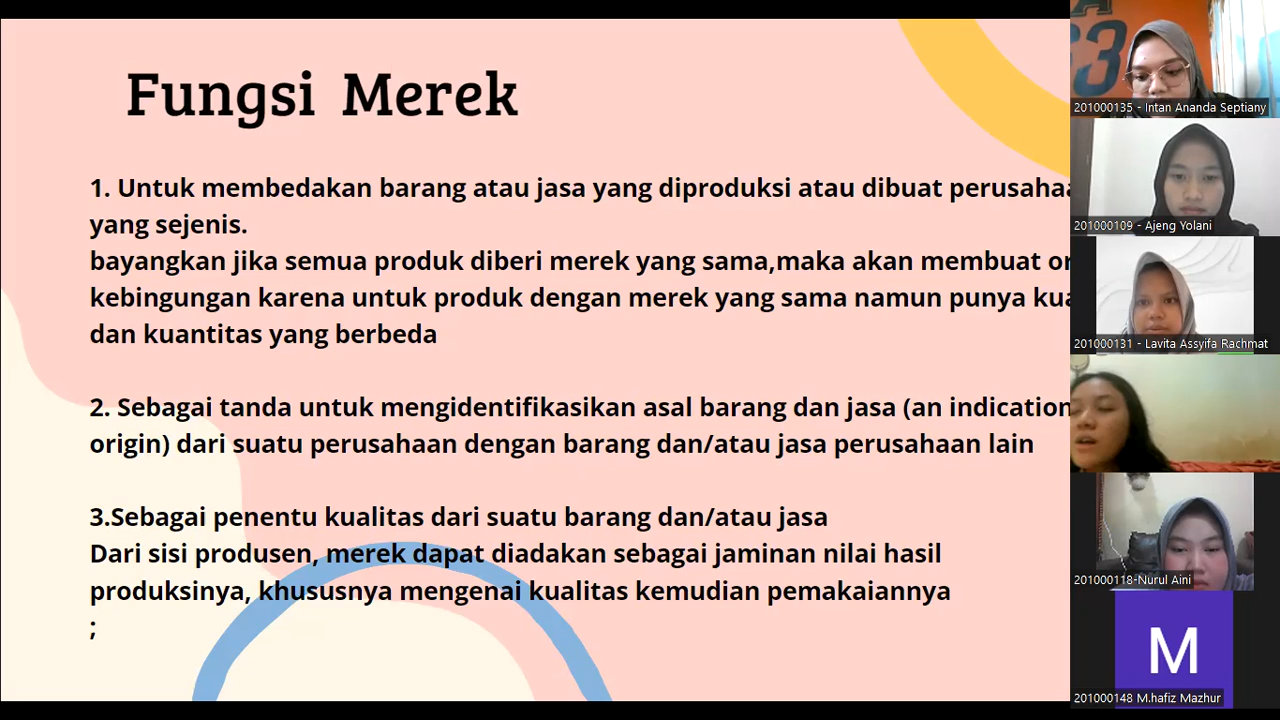 Fungsi Merek
1. Untuk membedakan barang atau jasa yang diproduksi atau dibuat
yang sejenis.
bayangkan jika semua produk diberi merek yang sama,maka akan membuat
kebingungan karena untuk produk dengan merek yang sama namun punya
dan kuantitas yang berbeda
2. Sebagai tanda untuk mengidentifikasikan asal barang dan jasa (an indication
origin) dari suatu perusahaan dengan barang dan/atau jasa perusahaan lain
3.Sebagai penentu kualitas dari suatu barang dan/atau jasa
Dari sisi produsen, merek dapat diadakan sebagai jaminan nilai hasil
produksinya, khususnya mengenai kualitas kemudian pemakaiannya
;
63
201000135 - Intan Ananda Septiany
201000109 - Ajeng Yolani
201000131 - Lavita Assyifa Rachmat
201000118-Nurul Aini
M
201000148 M.hafiz Mazhur